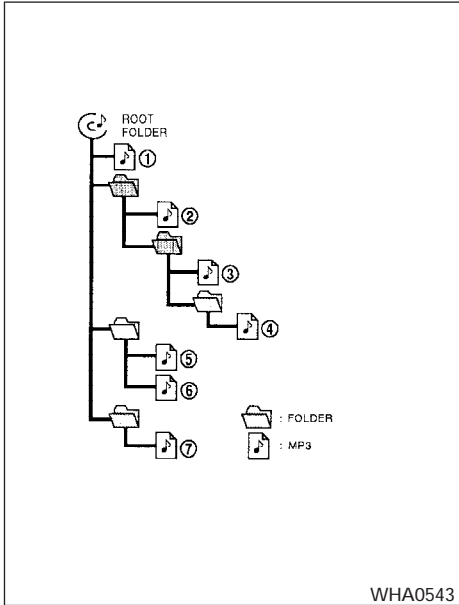 ROOT
FOLDER
①
②
③
④
⑤
⑥
⑦
: FOLDER
: MP3
WHA0543